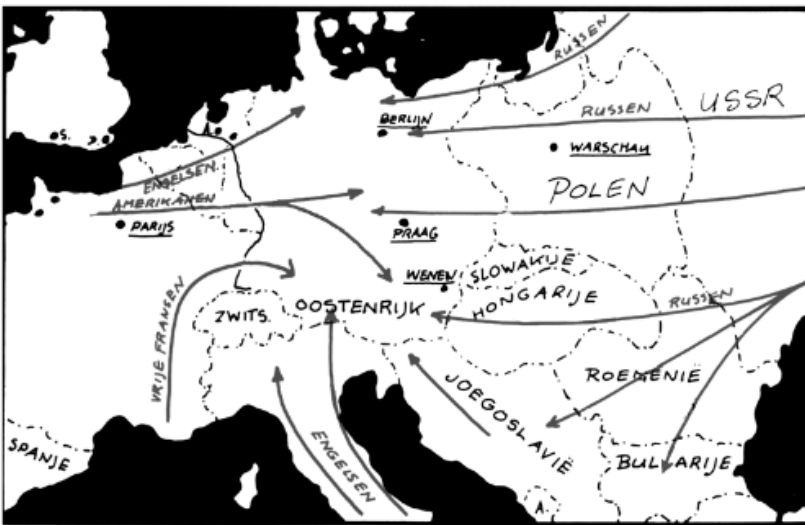 RUSSEN
USSR
RUSSEN
BERLIJN
S.
A.
WARSCHAU
ENGELSEN
AMERIKANEN
POLEN
PARIJS
PRAAG
WENEN
SLOWAKIJE
HONGARIJE
OOSTENRIJK
ZWITS.
RUSSEN
VRIJE FRANSEN
ROEMENIË
JOEGOSLAVIË
ENGELSEN
SPANJE
BULGARIJE
A.